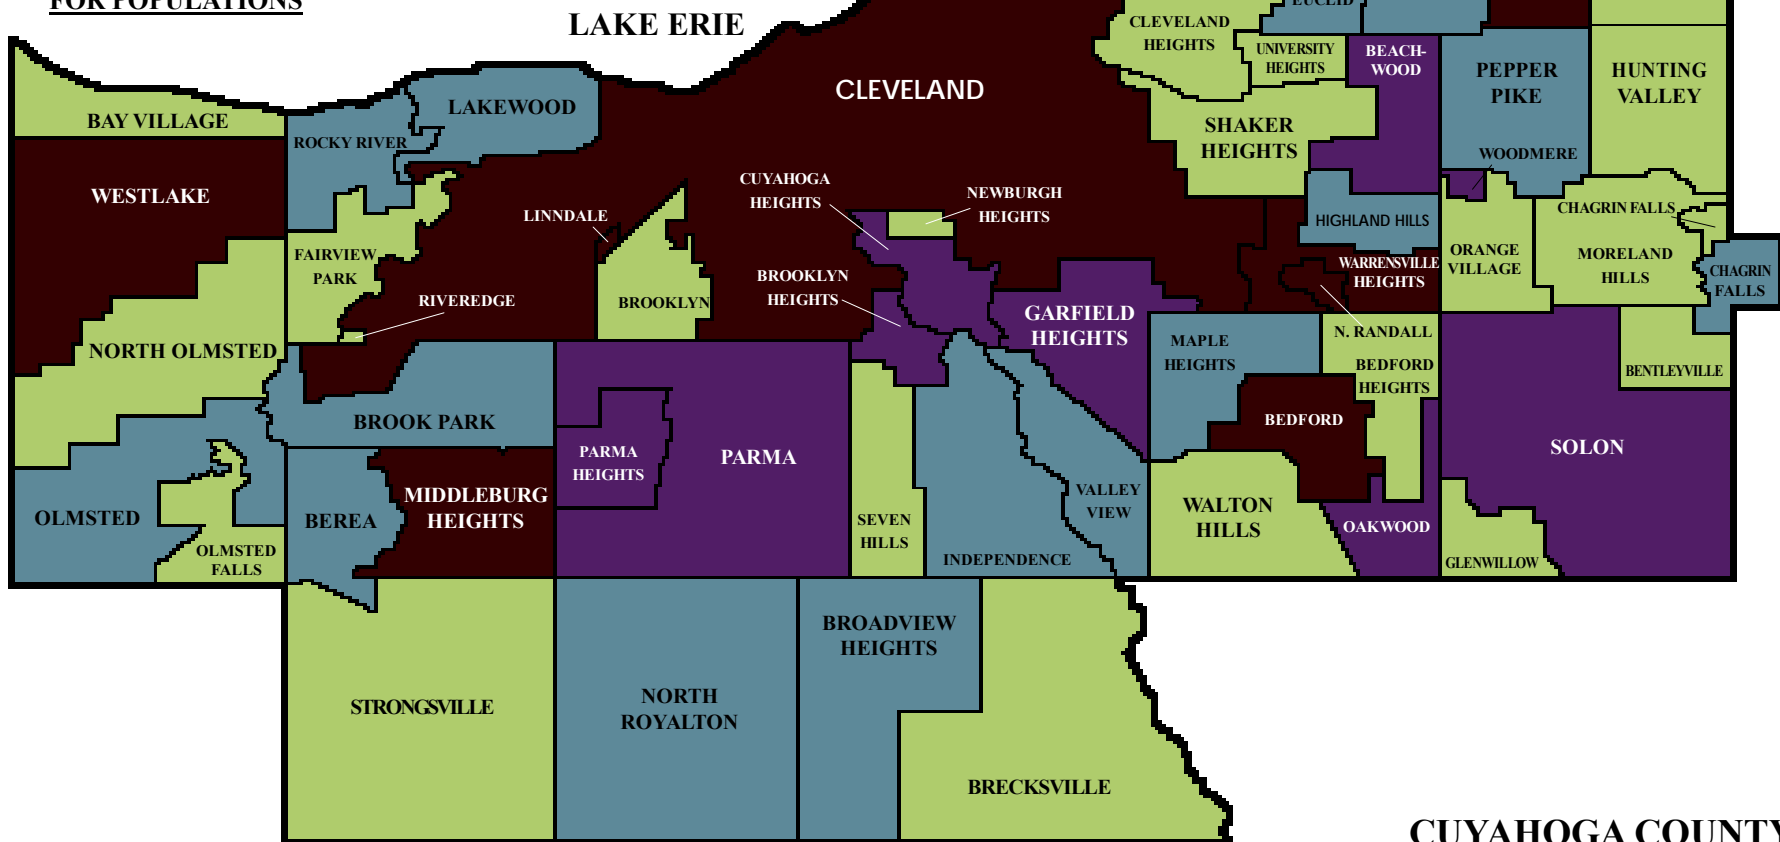 FOR POPULATIONS
LAKE ERIE
EUCLID
CLEVELAND
HEIGHTS
UNIVERSITY
HEIGHTS
BEACH-
WOOD
PEPPER
PIKE
HUNTING
VALLEY
CLEVELAND
LAKEWOOD
BAY VILLAGE
ROCKY RIVER
SHAKER
HEIGHTS
WOODMERE
WESTLAKE
CUYAHOGA
HEIGHTS
NEWBURGH
HEIGHTS
LINNDALE
HIGHLAND HILLS
CHAGRIN FALLS
FAIRVIEW
PARK
ORANGE
VILLAGE
MORELAND
HILLS
WARRENSVILLE
HEIGHTS
CHAGRIN
FALLS
BROOKLYN
HEIGHTS
RIVEREDGE
BROOKLYN
GARFIELD
HEIGHTS
N. RANDALL
MAPLE
HEIGHTS
NORTH OLMSTED
BEDFORD
HEIGHTS
BENTLEYVILLE
BROOK PARK
BEDFORD
PARMA
HEIGHTS
PARMA
SOLON
MIDDLEBURG
HEIGHTS
VALLEY
VIEW
WALTON
HILLS
OLMSTED
BEREA
SEVEN
HILLS
OAKWOOD
OLMSTED
FALLS
INDEPENDENCE
GLENWILLOW
BROADVIEW
HEIGHTS
STRONGSVILLE
NORTH
ROYALTON
BRECKSVILLE
CUYAHOGA COUNTY